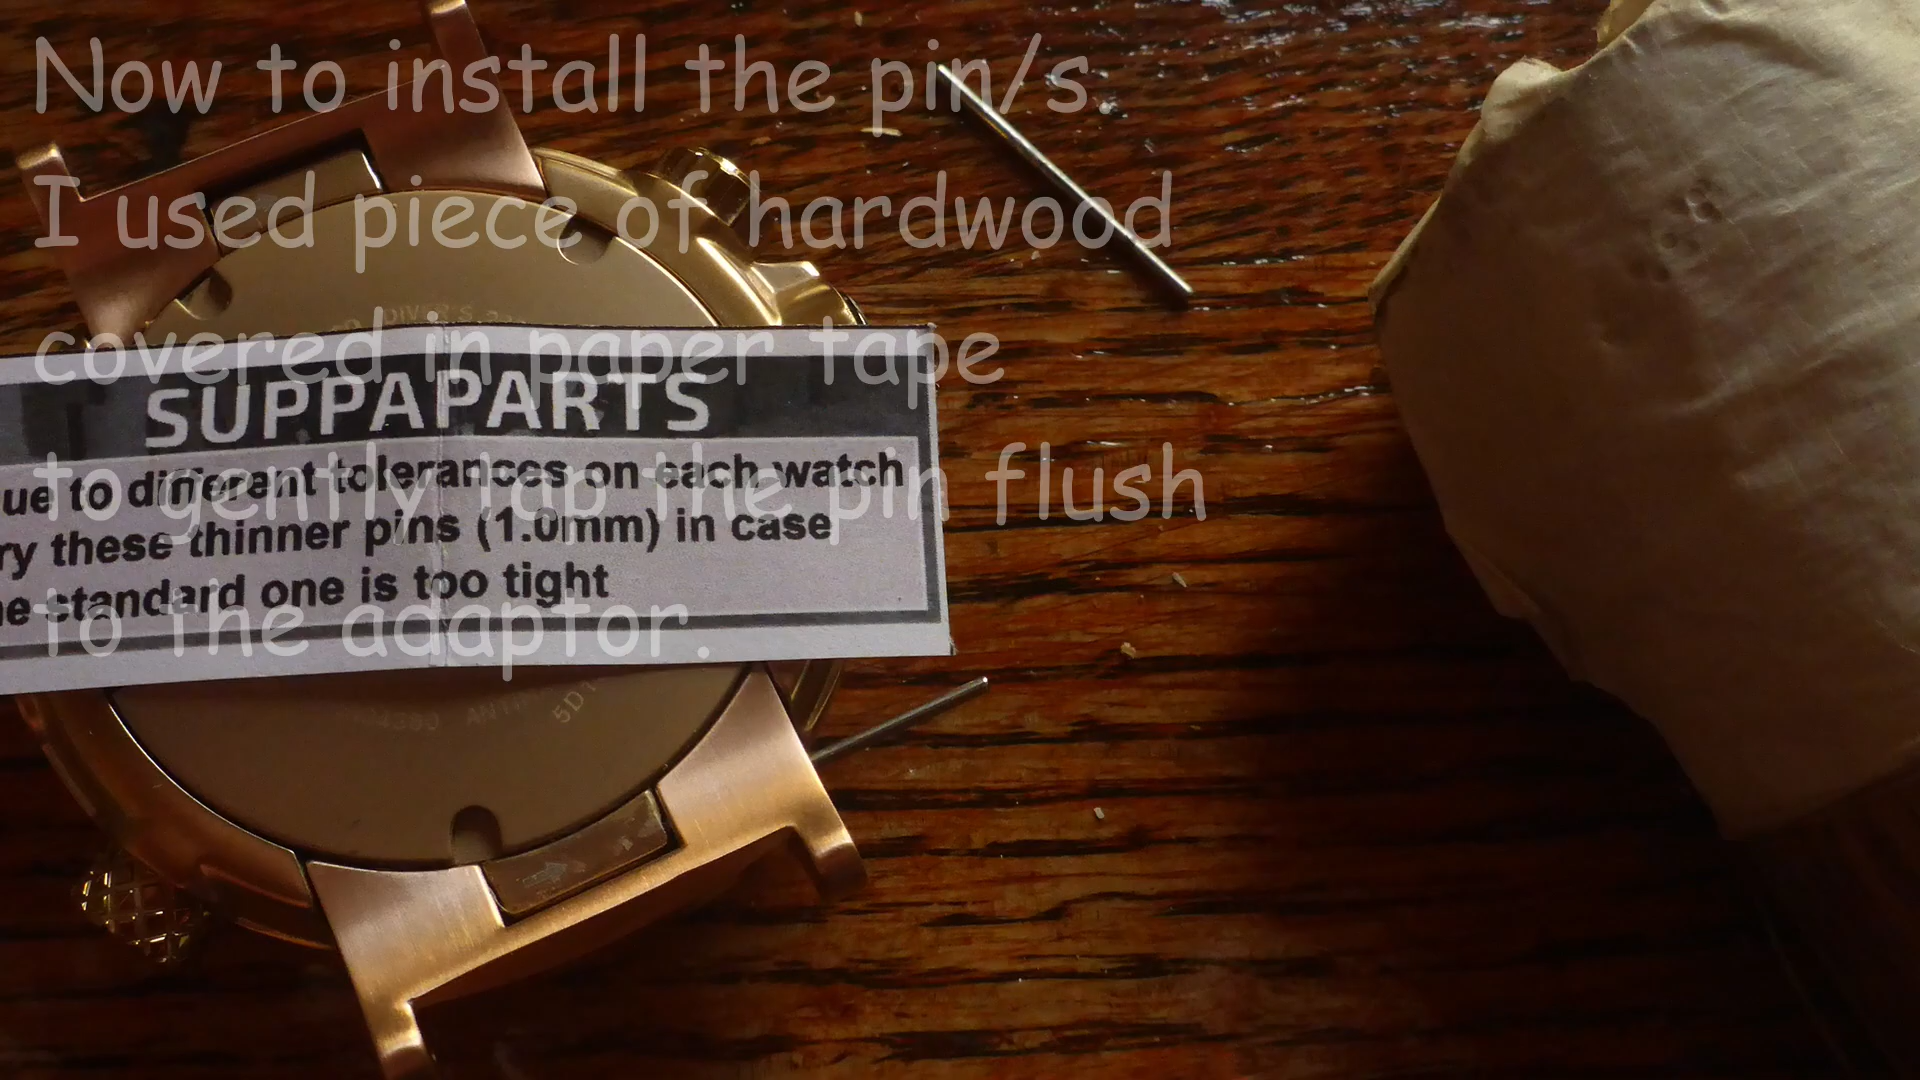 Now to install the pin/s
I used piece of hardwood
covered in paper tape
to gently tap the pin flush
to the adaptor.
DIVER'S
SUPPAPARTS
ue to different tolerances on each watch
ry these thinner pins (1.0mm) in case
e standard one is too tight
5D1